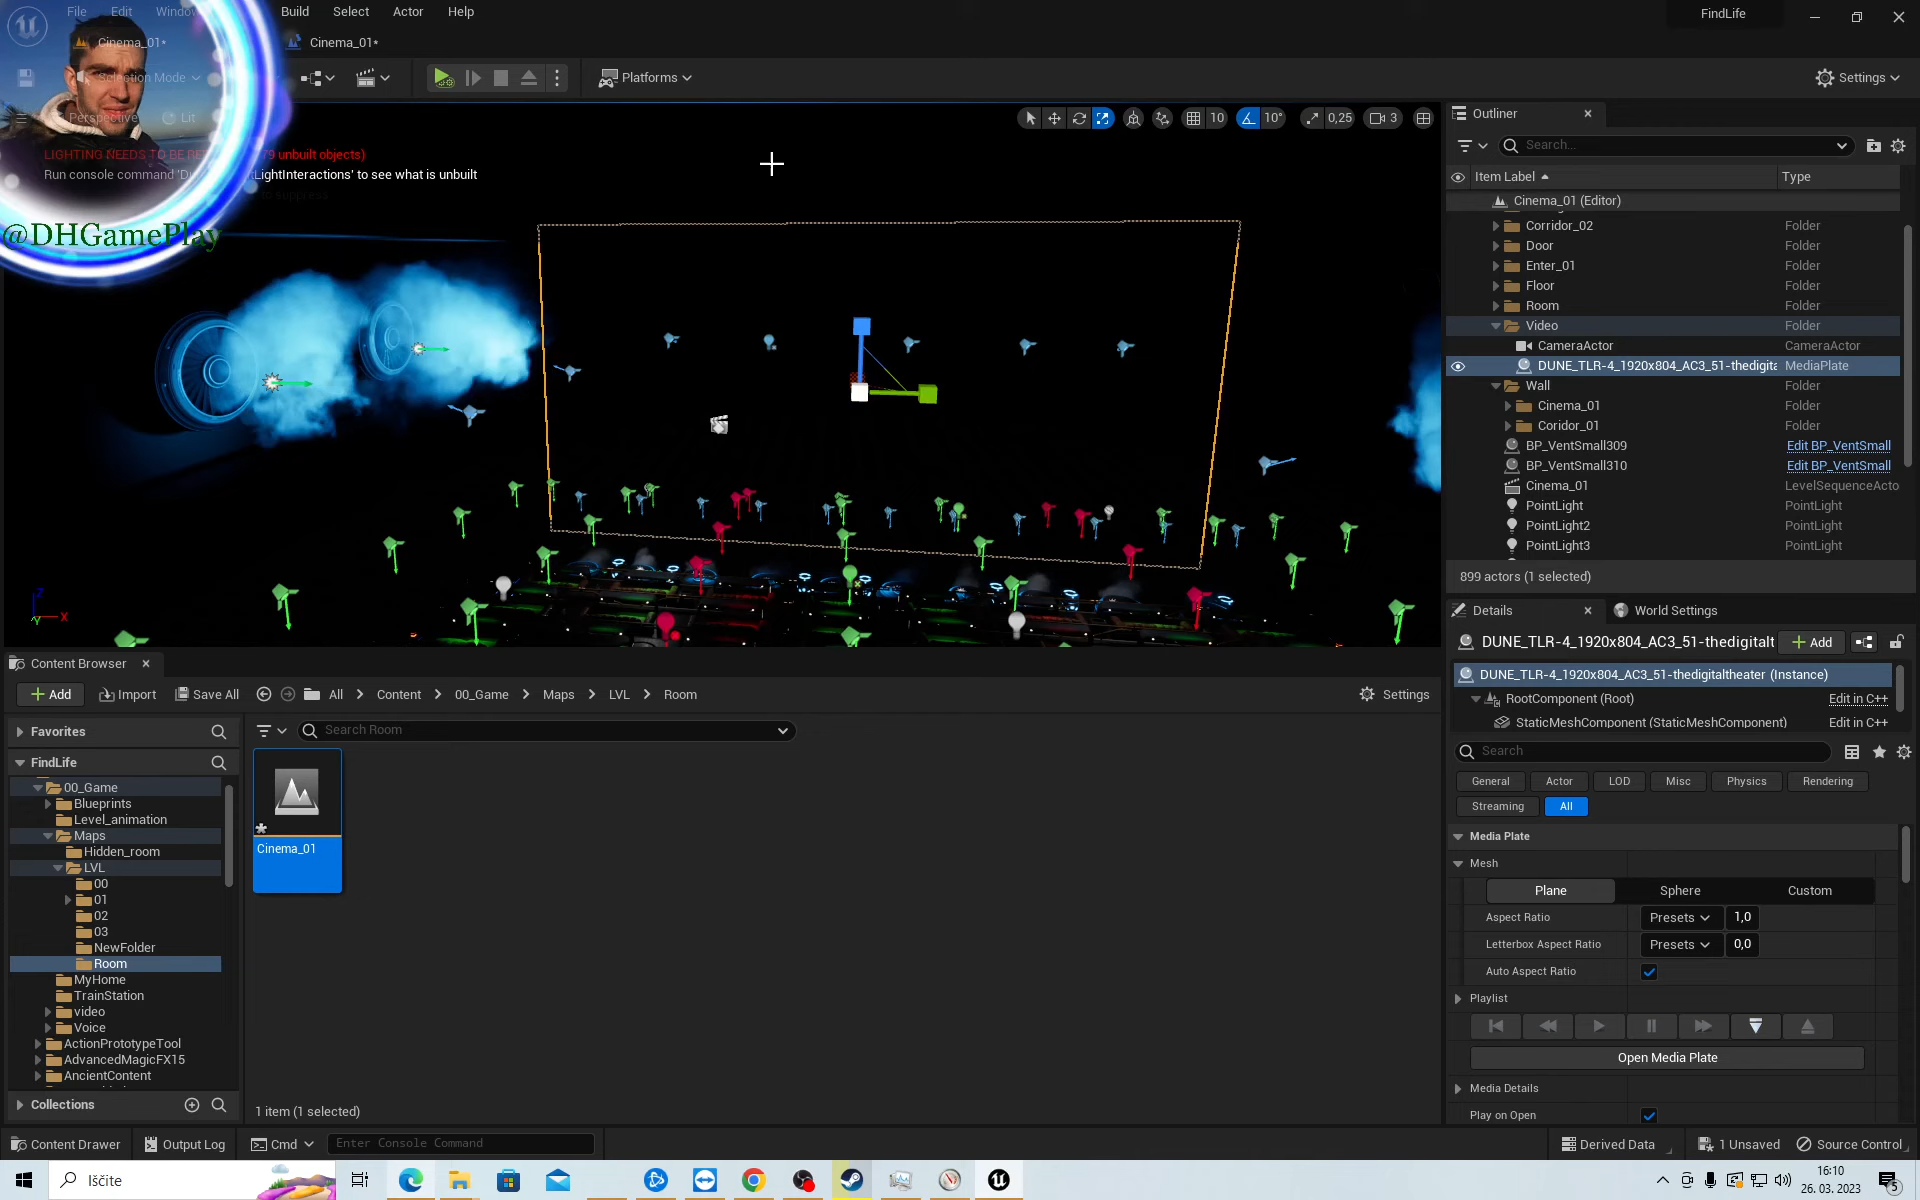 File Edit Window Build Select Actor Help
FindLife
Cinema_01*
Cinema_01*
Selection Mode
Platforms
Settings
Perspective Lit
10 10° 0,25 3
LIGHTING NEEDS TO BE
79 unbuilt objects)
Run console command
LightInteractions' to see what is unbuilt
to suppress
@DHGamePlay
Z
X
Y
Outliner
Search...
Item Label Type
Cinema_01 (Editor)
Corridor_02 Folder
Door Folder
Enter_01 Folder
Floor Folder
Room Folder
Video Folder
CameraActor CameraActor
DUNE_TLR-4_1920x804_AC3_51-thedigita MediaPlate
Wall Folder
Cinema_01 Folder
Coridor_01 Folder
BP_VentSmall309 Edit BP_VentSmall
BP_VentSmall310 Edit BP_VentSmall
Cinema_01 LevelSequenceActo
PointLight PointLight
PointLight2 PointLight
PointLight3 PointLight
899 actors (1 selected)
Details World Settings
DUNE_TLR-4_1920x804_AC3_51-thedigitalt Add
DUNE_TLR-4_1920x804_AC3_51-thedigitaltheater (Instance)
RootComponent (Root) Edit in C++
StaticMeshComponent (StaticMeshComponent) Edit in C++
Search
General Actor LOD Misc Physics Rendering
Streaming All
Media Plate
Mesh
Plane Sphere Custom
Aspect Ratio Presets 1,0
Letterbox Aspect Ratio Presets 0,0
Auto Aspect Ratio
Playlist
Open Media Plate
Media Details
Play on Open
Content Browser
Add Import Save All All Content 00_Game Maps LVL Room Settings
Favorites
Search Room
FindLife
00_Game
Blueprints
Level_animation
Maps
Hidden_room
LVL
00
01
02
03
NewFolder
Room
MyHome
TrainStation
video
Voice
ActionPrototypeTool
AdvancedMagicFX15
AncientContent
Collections
Cinema_01
1 item (1 selected)
Content Drawer Output Log Cmd Enter Console Command Derived Data 1 Unsaved Source Control
Iščite
16:10
26. 03. 2023
5